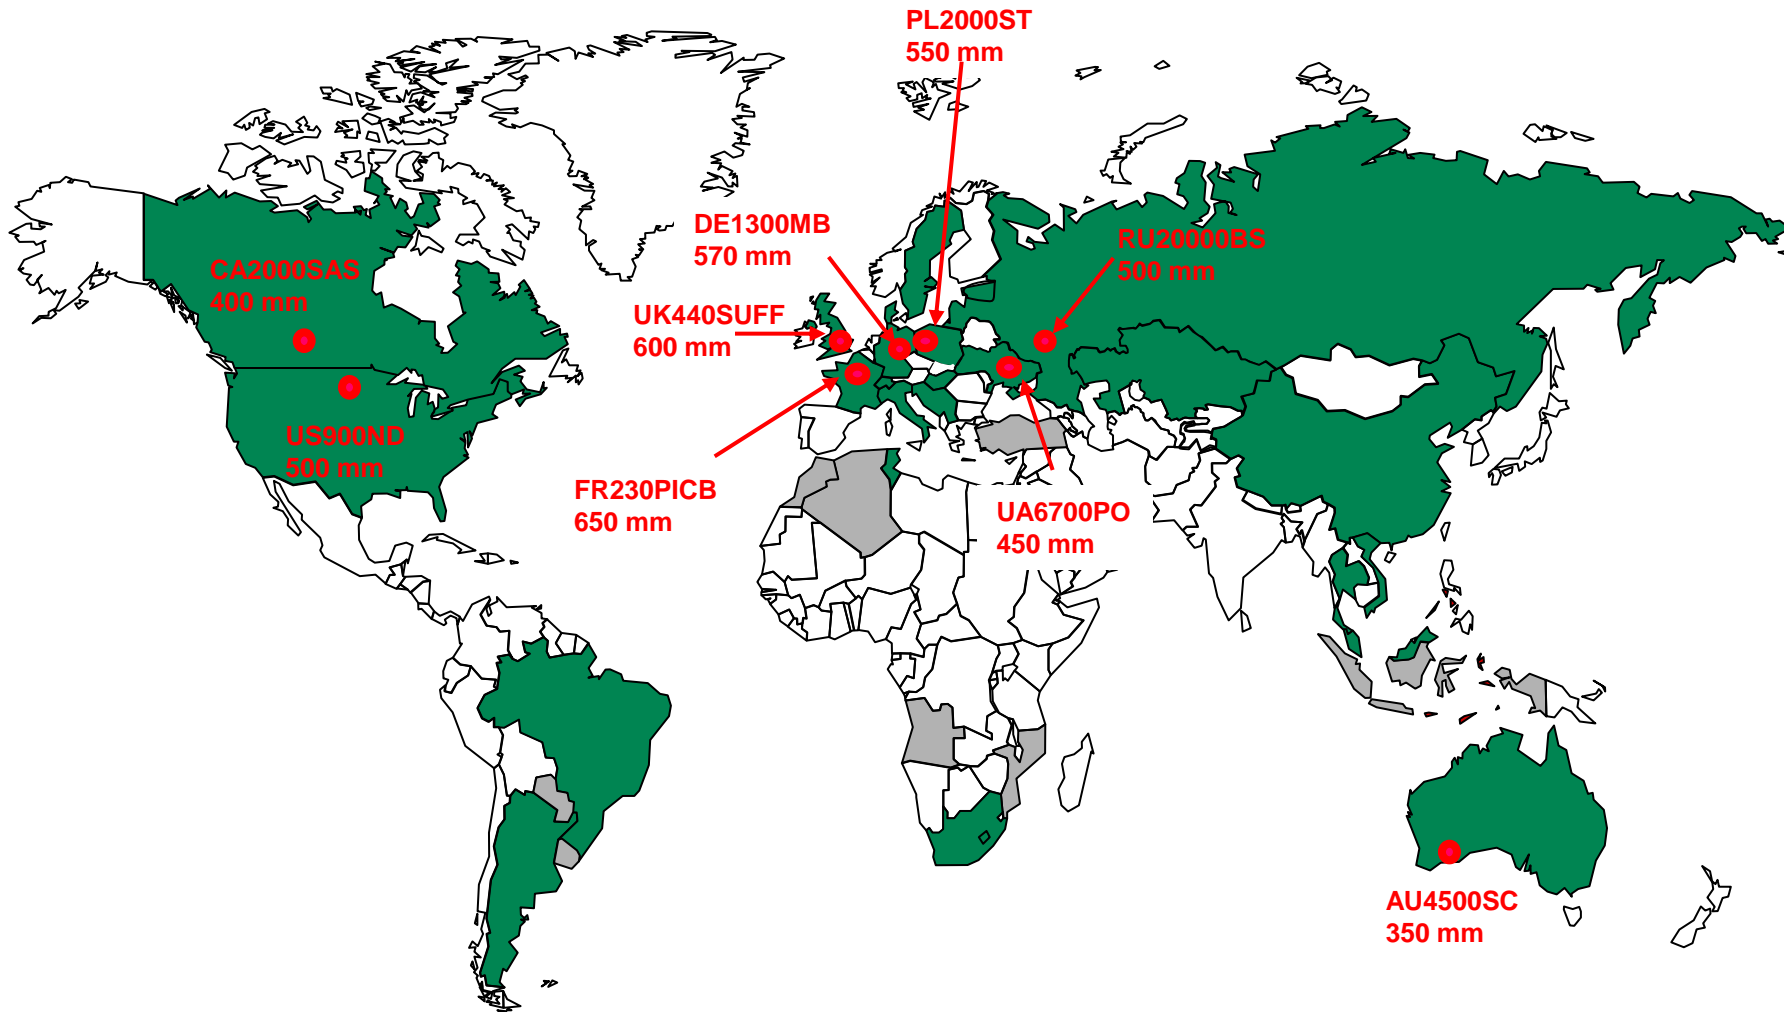 PL2000ST
550 mm
DE1300MB
570 mm
RU20000BS
500 mm
CA2000SAS
400 mm
UK440SUFF
600 mm
US900ND
500 mm
FR230PICB
650 mm
UA6700PO
450 mm
AU4500SC
350 mm